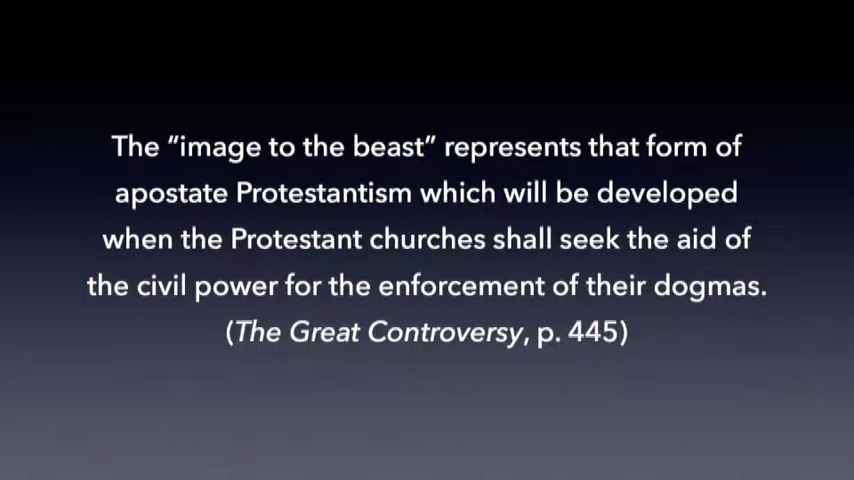 The “image to the beast” represents that form of
apostate Protestantism which will be developed
when the Protestant churches shall seek the aid of
the civil power for the enforcement of their dogmas.
(The Great Controversy, p. 445)